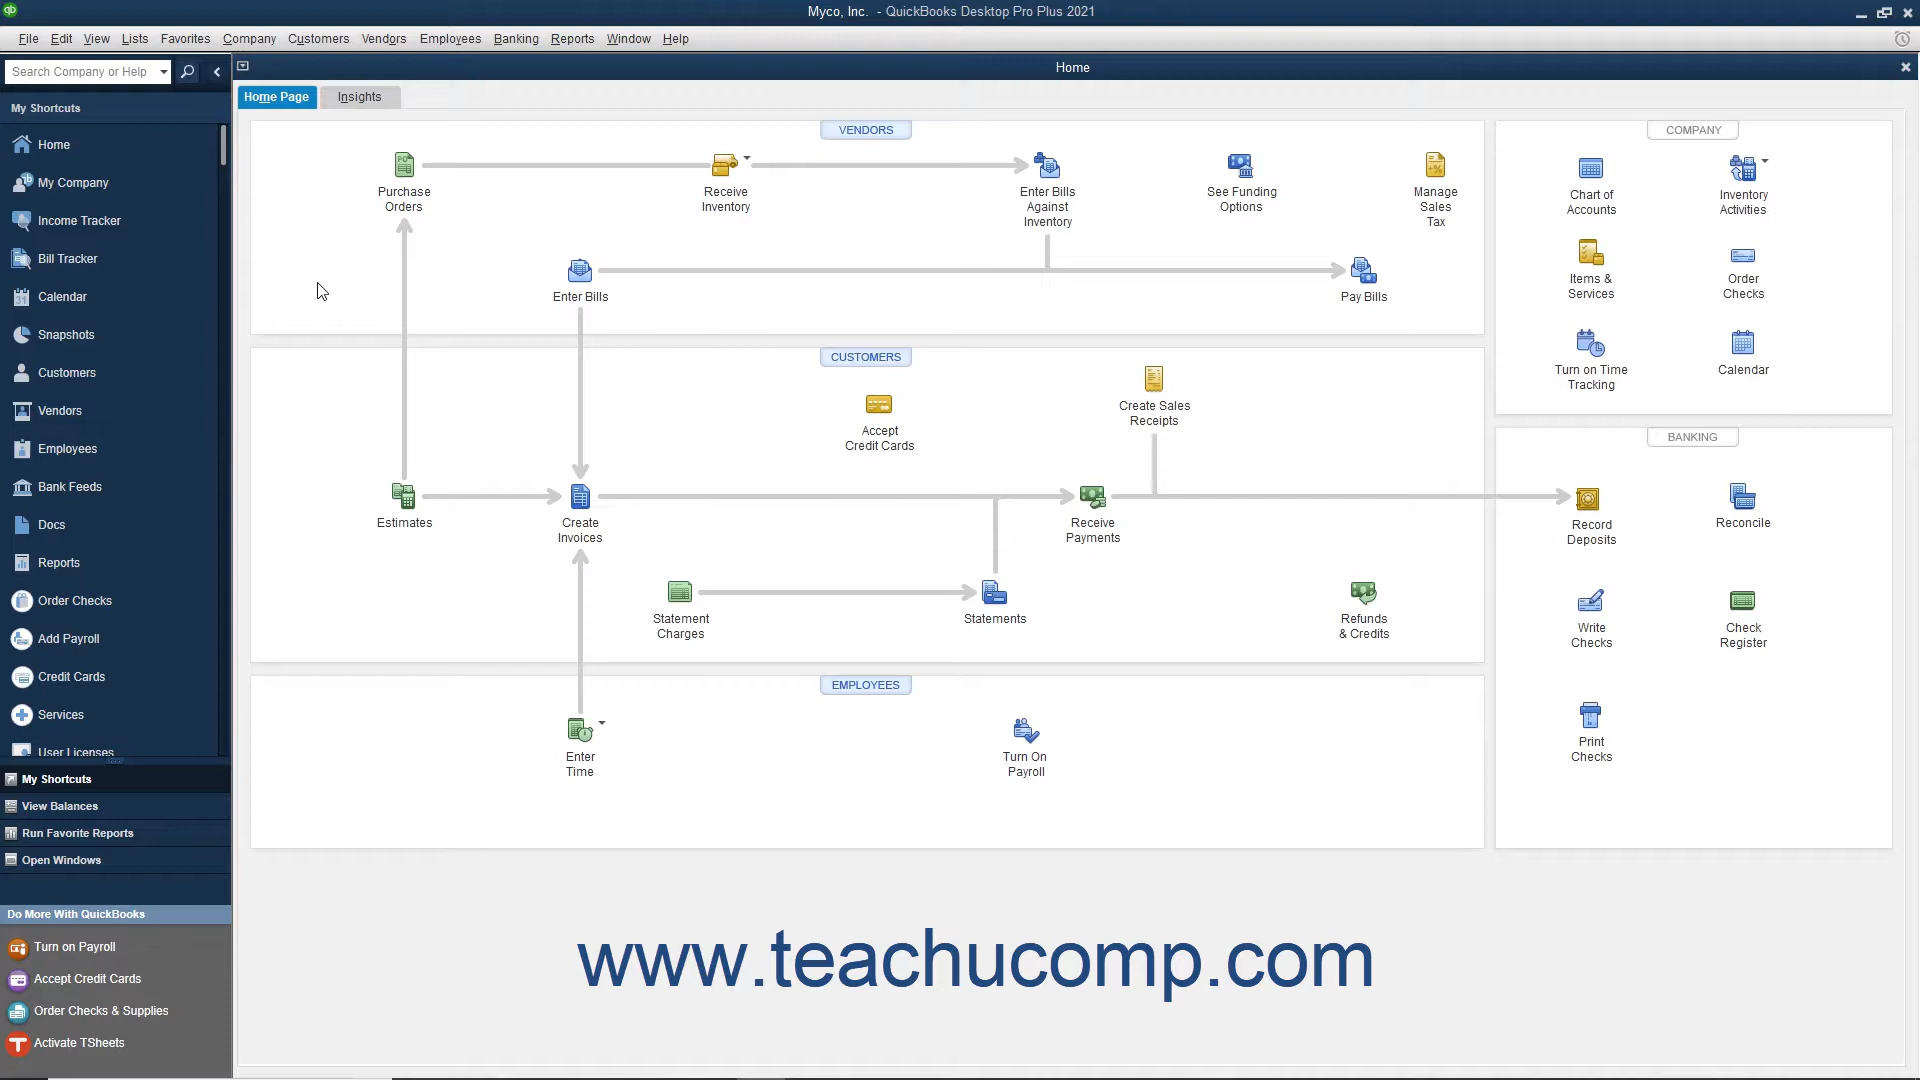 Myco, Inc. - QuickBooks Desktop Pro Plus 2021
File Edit View Lists Favorites Company Customers Vendors Employees Banking Reports Window Help
Search Company or Help
Home
Home Page
Insights
My Shortcuts
Home
My Company
Income Tracker
Bill Tracker
Calendar
Snapshots
Customers
Vendors
Employees
Bank Feeds
Docs
Reports
Order Checks
Add Payroll
Credit Cards
Services
User Licenses
My Shortcuts
View Balances
Run Favorite Reports
Open Windows
Do More With QuickBooks
Turn on Payroll
Accept Credit Cards
Order Checks & Supplies
Activate TSheets
VENDORS
Purchase
Orders
Receive
Inventory
Enter Bills
Against
Inventory
See Funding
Options
Manage
Sales
Tax
Enter Bills
Pay Bills
CUSTOMERS
Create Sales
Receipts
Accept
Credit Cards
Estimates
Create
Invoices
Receive
Payments
Statement
Charges
Statements
Refunds
& Credits
EMPLOYEES
Enter
Time
Turn On
Payroll
COMPANY
Chart of
Accounts
Inventory
Activities
Items &
Services
Order
Checks
Turn on Time
Tracking
Calendar
BANKING
Record
Deposits
Reconcile
Write
Checks
Check
Register
Print
Checks
www.teachucomp.com